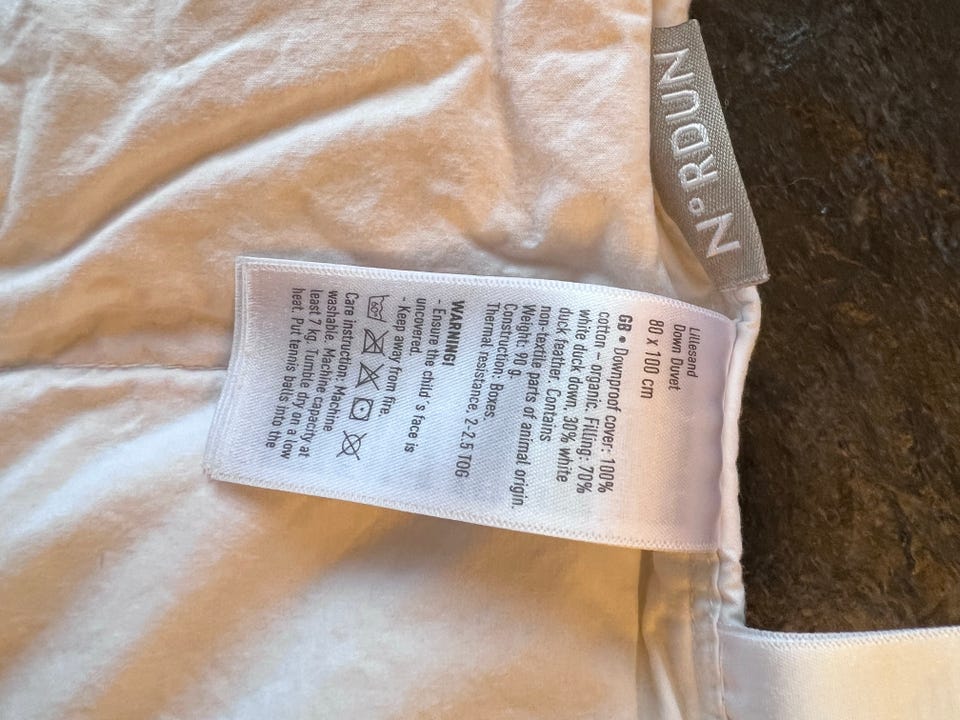 N° RDUN
Lillesand
Down Duvet
80 x 100 cm
GB • Downproof cover: 100%
cotton – organic. Filling: 70%
white duck down, 30% white
duck feather. Contains
non-textile parts of animal origin.
Weight: 90 g.
Construction: Boxes.
Thermal resistance, 2-2.5 TOG
WARNING!
- Ensure the child´s face is
uncovered.
- Keep away from fire.
Care instruction: Machine
washable. Machine capacity at
least 7 kg. Tumble dry on a low
heat. Put tennis balls into the